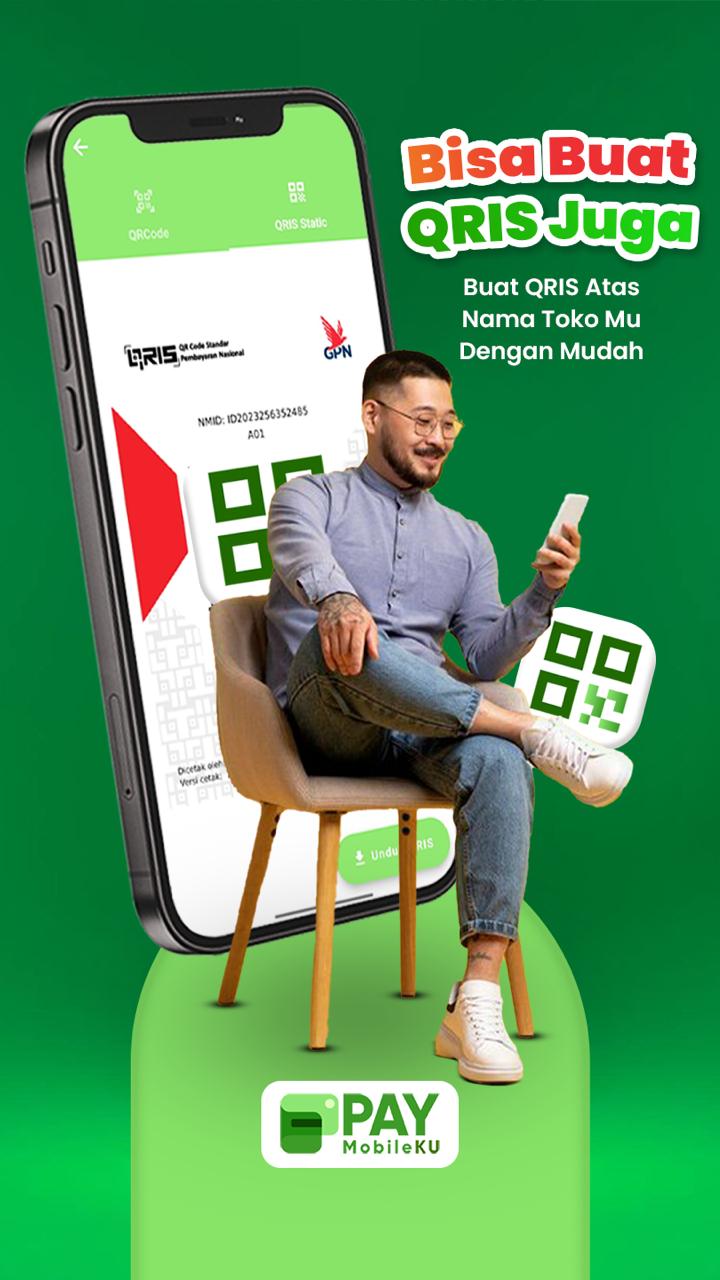 Bisa Buat
QRIS Juga
Buat QRIS Atas
Nama Toko Mu
Dengan Mudah
QRCode
QRIS Static
QRIS
QR Code Standar
Pembayaran Nasional
GPN
NMID: ID2023256352485
A01
Dicetak oleh
Versi cetak:
PAY
MobileKU